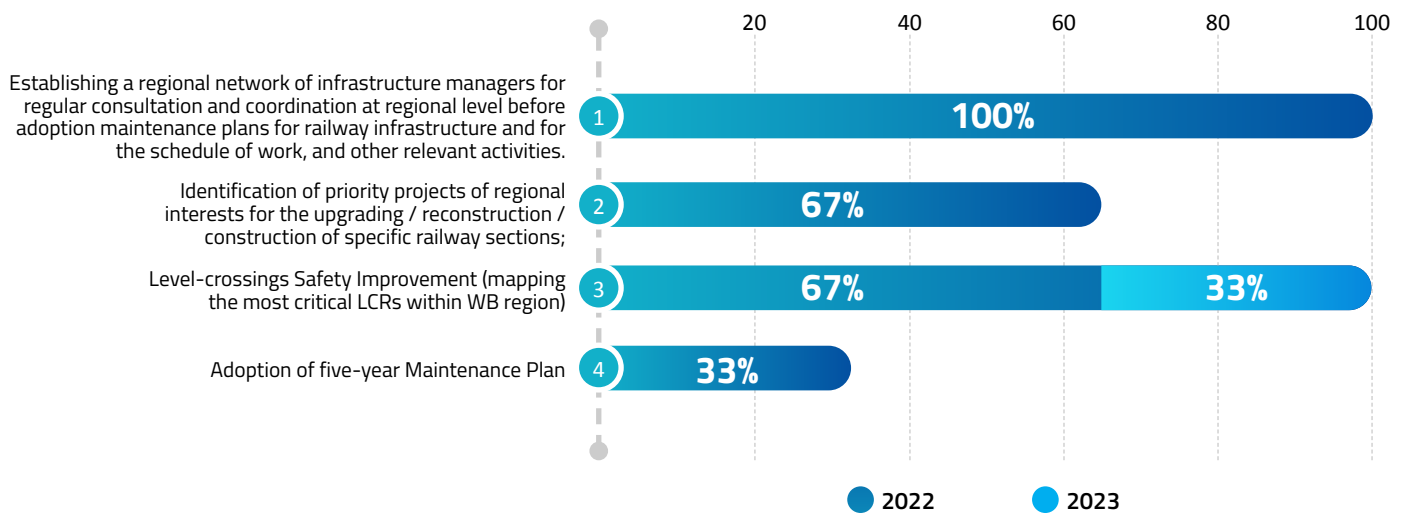 20 40 60 80 100
Establishing a regional network of infrastructure managers for
regular consultation and coordination at regional level before
adoption maintenance plans for railway infrastructure and for
the schedule of work, and other relevant activities.
1 100%
Identification of priority projects of regional
interests for the upgrading / reconstruction /
construction of specific railway sections;
2 67%
Level-crossings Safety Improvement (mapping
the most critical LCRs within WB region)
3 67% 33%
Adoption of five-year Maintenance Plan
4 33%
2022 2023